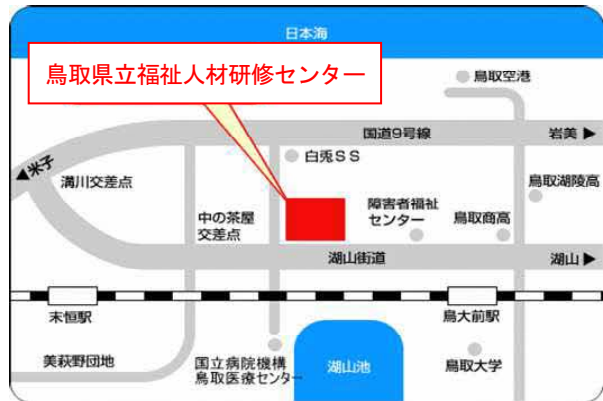 日本海
鳥取県立福祉人材研修センター
鳥取空港
国道9号線
岩美▶
◀米子
白兎SS
溝川交差点
鳥取湖陵高
障害者福祉
センター
中の茶屋
交差点
鳥取商高
湖山街道
湖山▶
末恒駅
鳥大前駅
美萩野団地
国立病院機構
鳥取医療センター
湖山池
鳥取大学